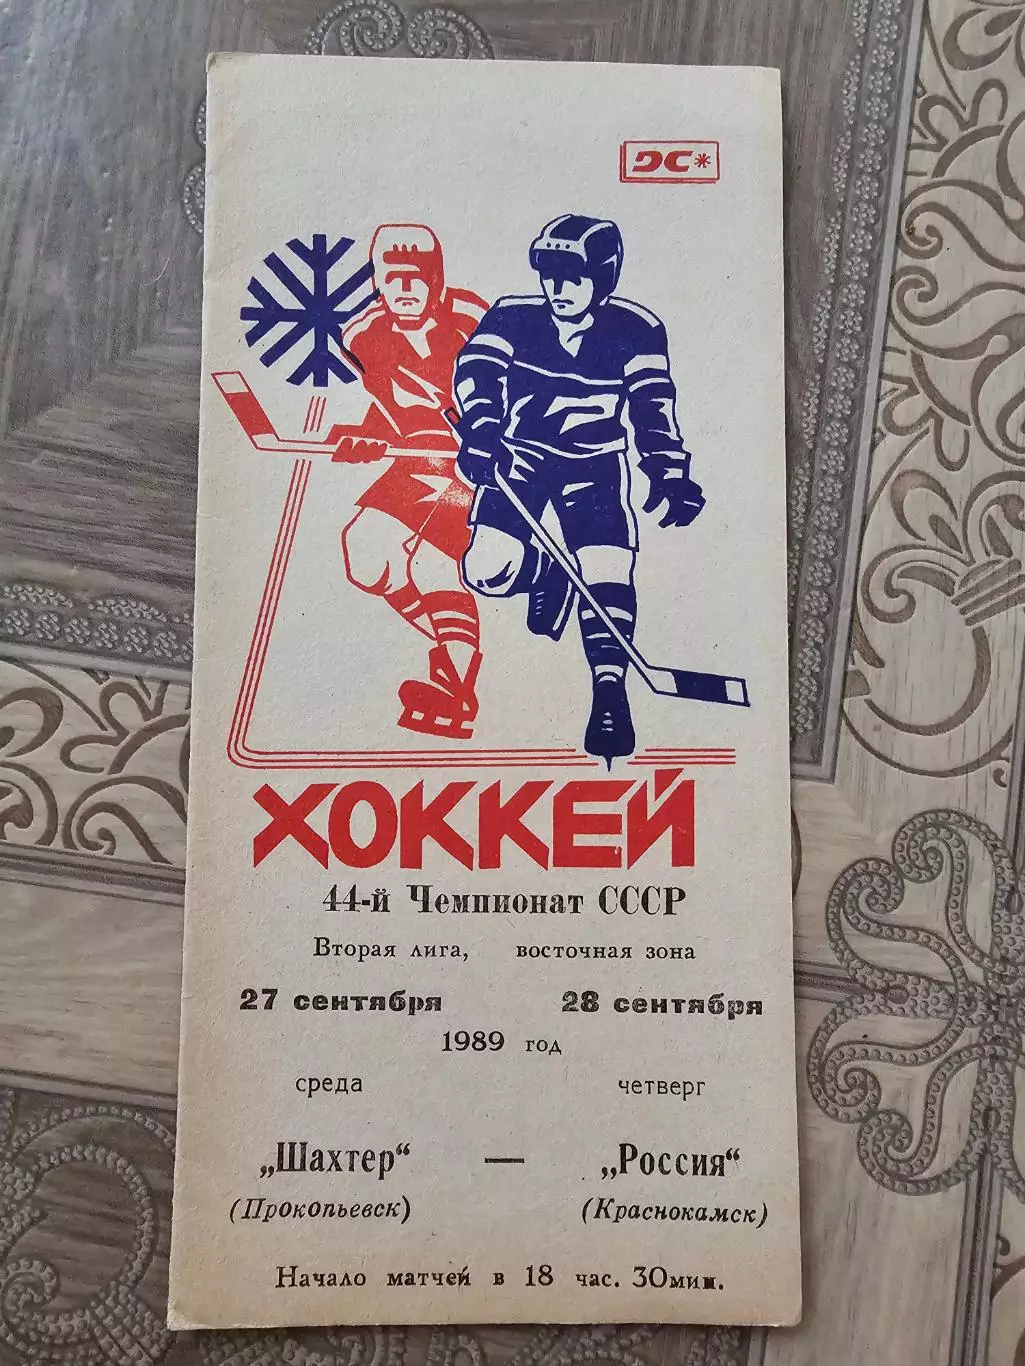 ДС*
ХОККЕЙ
44-й Чемпионат СССР
Вторая лига, восточная зона
27 сентября 28 сентября
1989 год
среда четверг
„Шахтер“ — „Россия“
(Прокопьевск) (Краснокамск)
Начало матчей в 18 час. 30мин.